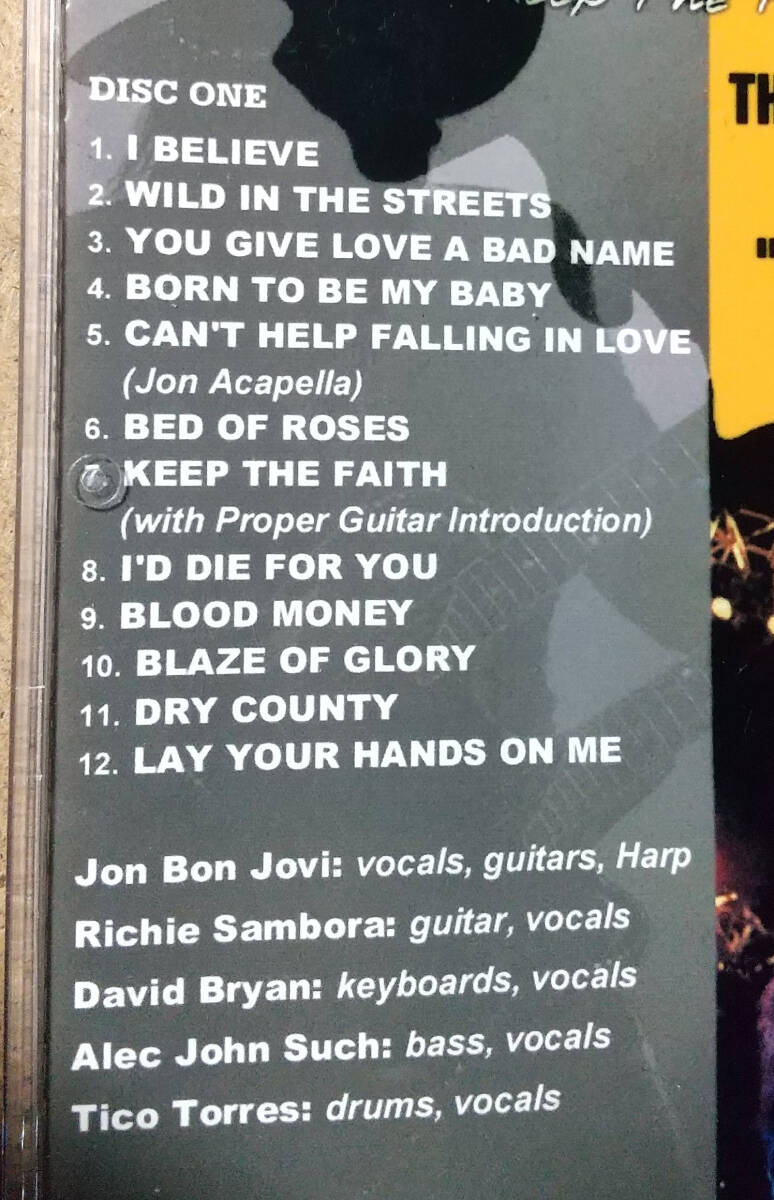 DISC ONE
1. I BELIEVE
2. WILD IN THE STREETS
3. YOU GIVE LOVE A BAD NAME
4. BORN TO BE MY BABY
5. CAN'T HELP FALLING IN LOVE
(Jon Acapella)
6. BED OF ROSES
7. KEEP THE FAITH
(with Proper Guitar Introduction)
8. I'D DIE FOR YOU
9. BLOOD MONEY
10. BLAZE OF GLORY
11. DRY COUNTY
12. LAY YOUR HANDS ON ME
Jon Bon Jovi: vocals, guitars, Harp
Richie Sambora: guitar, vocals
David Bryan: keyboards, vocals
Alec John Such: bass, vocals
Tico Torres: drums, vocals